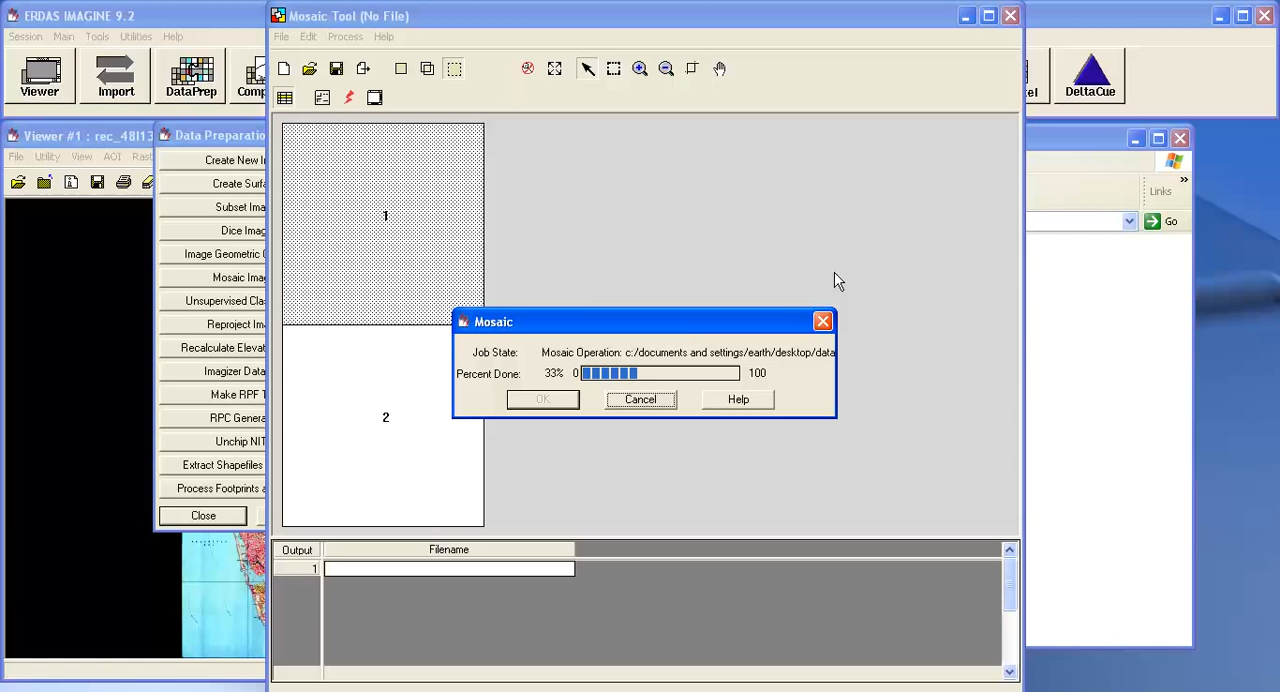 ERDAS IMAGINE 9.2
Session Main Tools Utilities Help
Viewer
Import
DataPrep
DeltaCue
Mosaic Tool (No File)
File Edit Process Help
Viewer #1 : rec_48l13
File Utility View AOI Rast
Data Preparation
Create New I
Create Surf
Subset Ima
Dice Imag
Image Geometric
Mosaic Imag
Unsupervised Clas
Reproject Im
Recalculate Elevat
Imagizer Data
Make RPF T
RPC Genera
Unchip NIT
Extract Shapefiles
Process Footprints
Close
Links
Go
1
2
Mosaic
Job State: Mosaic Operation: c:/documents and settings/earth/desktop/data
Percent Done: 33% 0 100
OK Cancel Help
Output Filename
1